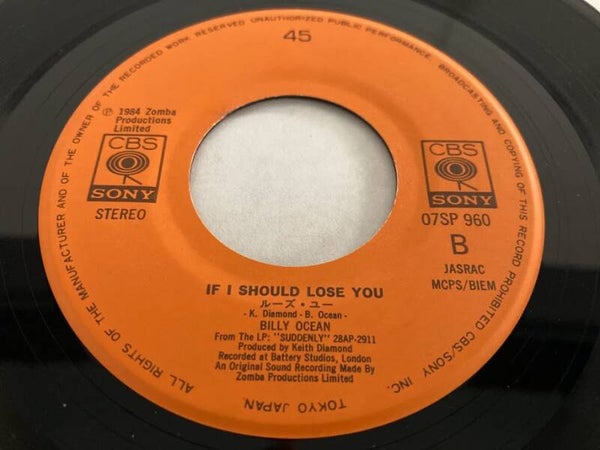 45
ALL RIGHTS OF THE MANUFACTURER AND OF THE OWNER OF THE RECORDED WORK RESERVED UNAUTHORIZED PUBLIC PERFORMANCE, BROADCASTING AND COPYING OF THIS RECORD PROHIBITED CBS/SONY INC.
TOKYO JAPAN.
Ⓟ 1984 Zomba
Productions
Limited
CBS
SONY
STEREO
CBS
SONY
07SP 960
B
JASRAC
MCPS/BIEM
IF I SHOULD LOSE YOU
ルーズ・ユー
- K. Diamond - B. Ocean -
BILLY OCEAN
From The LP: "SUDDENLY" 28AP-2911
Produced by Keith Diamond
Recorded at Battery Studios, London
An Original Sound Recording Made By
Zomba Productions Limited